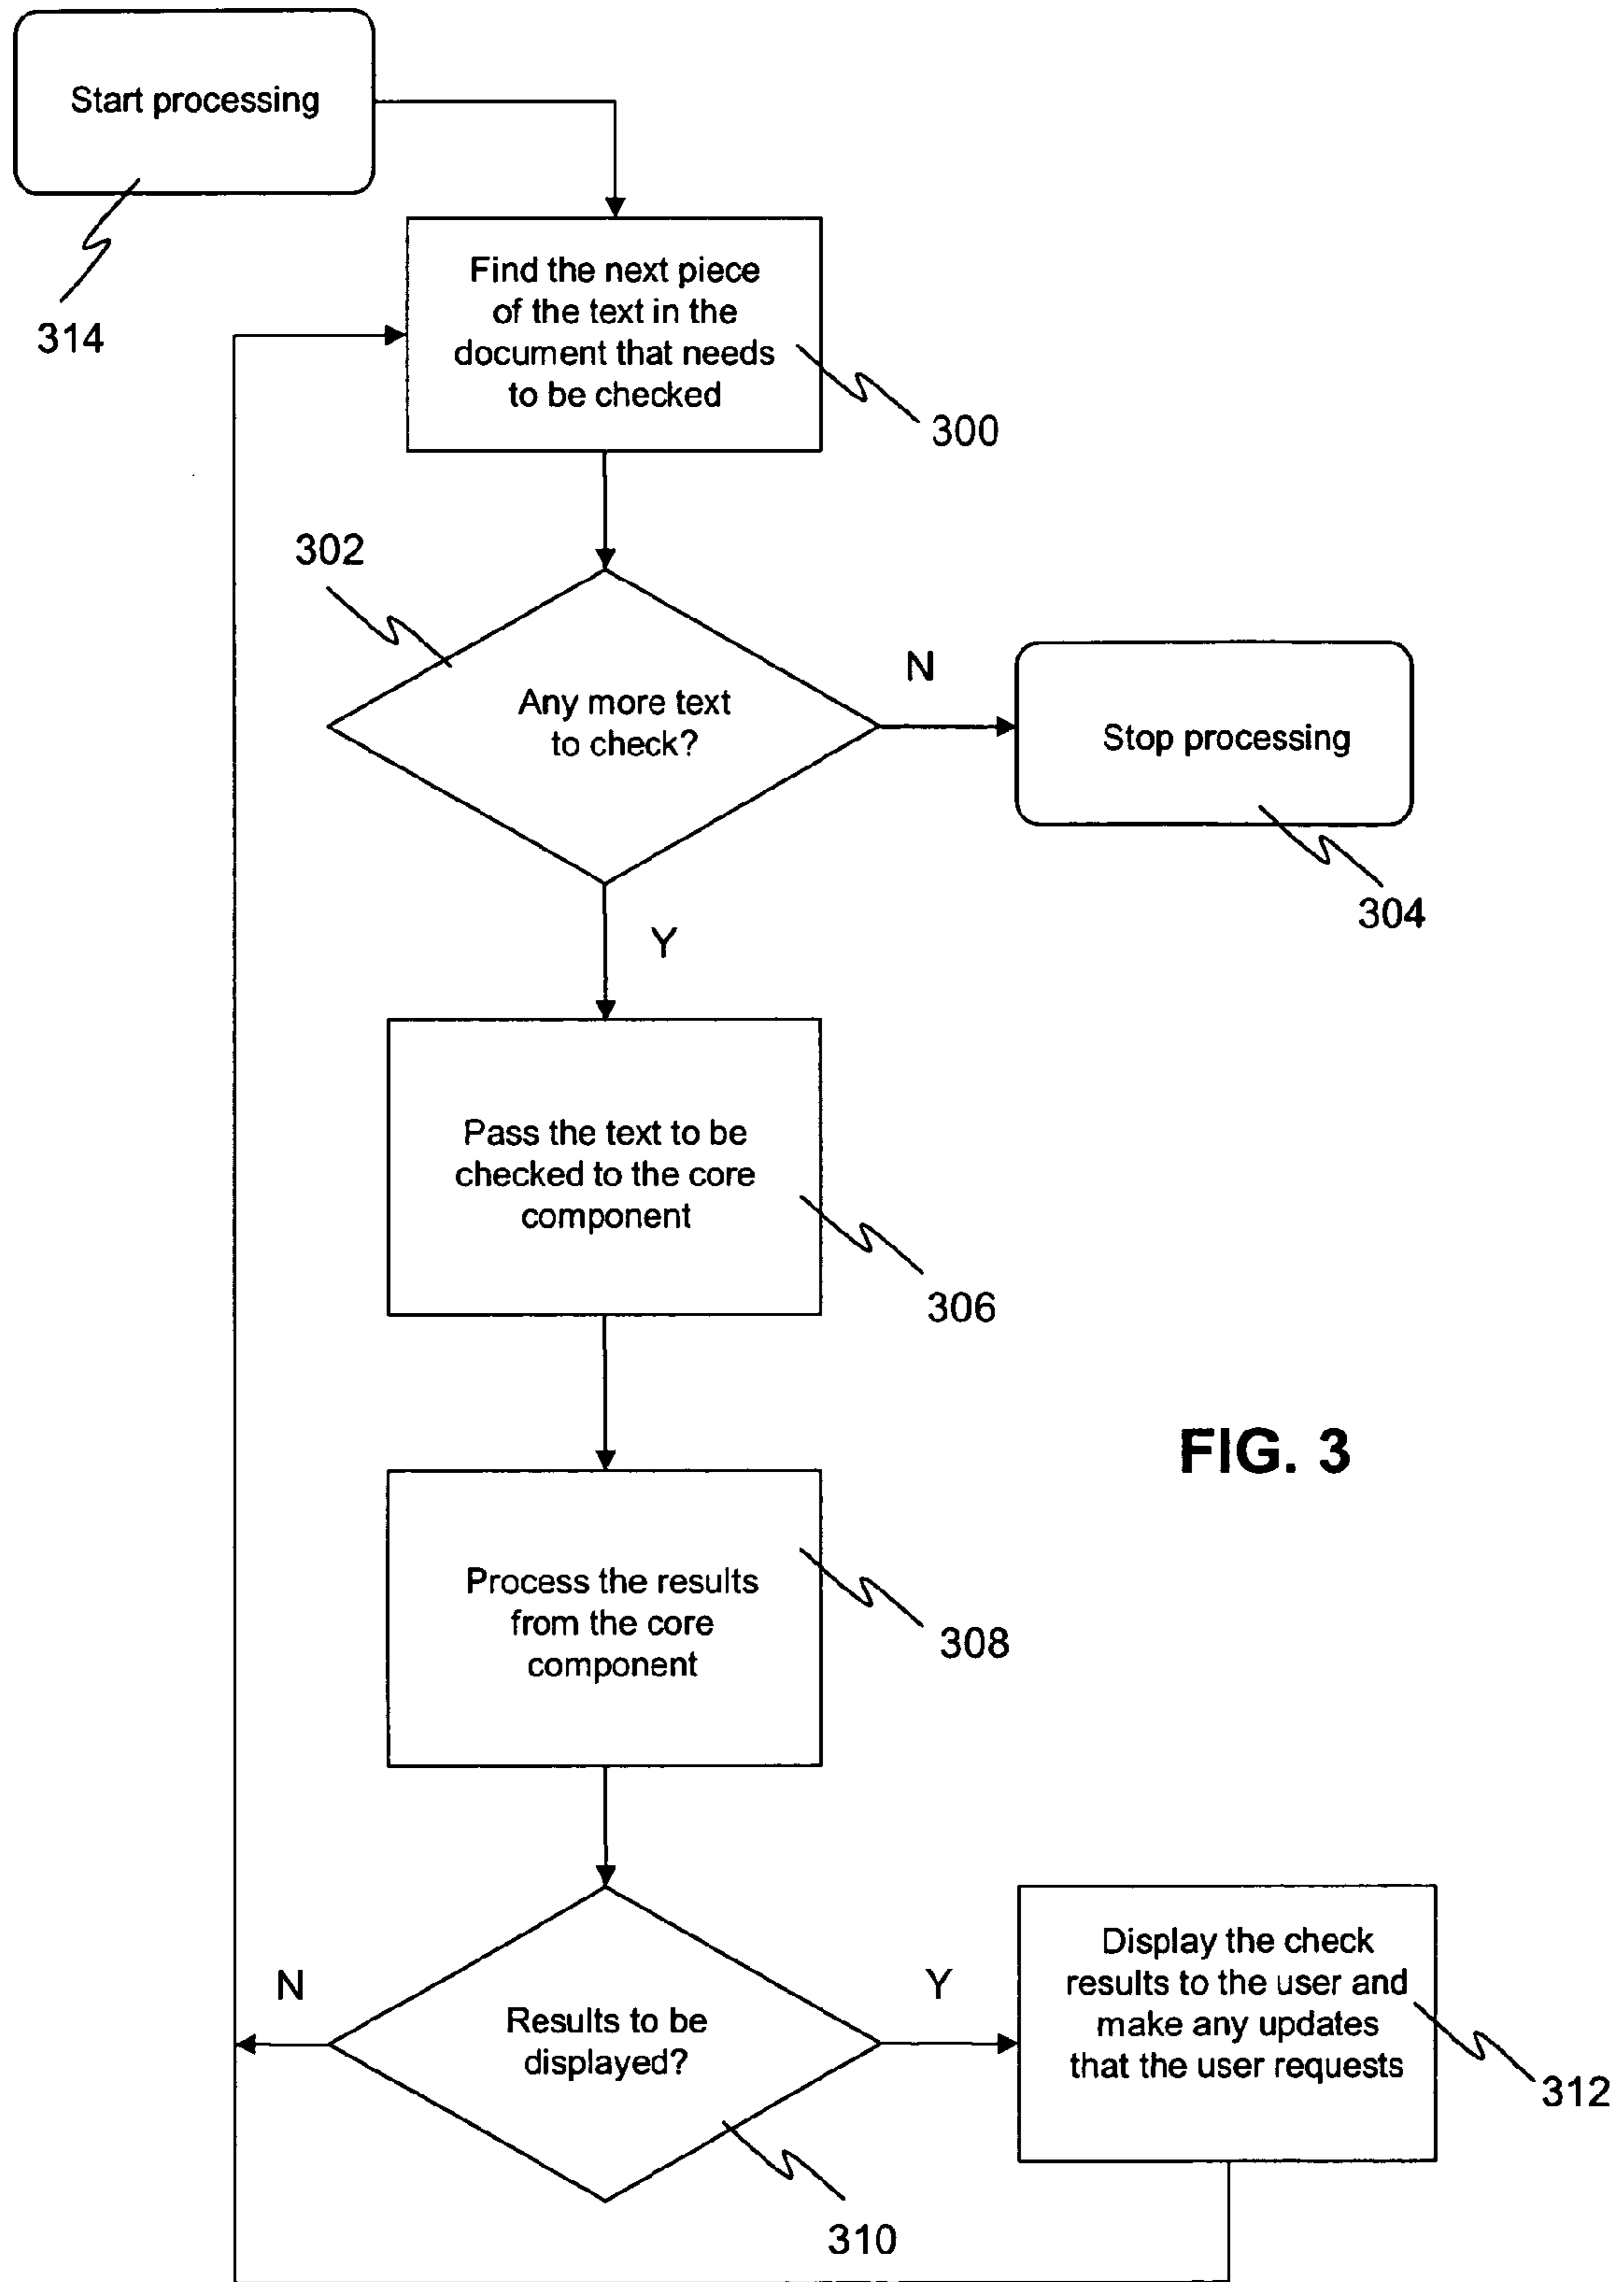 Start processing
314
Find the next piece
of the text in the
document that needs
to be checked
300
302
Any more text
to check?
N
Stop processing
304
Y
Pass the text to be
checked to the core
component
306
FIG. 3
Process the results
from the core
component
308
N
Results to be
displayed?
Y
Display the check
results to the user and
make any updates
that the user requests
312
310